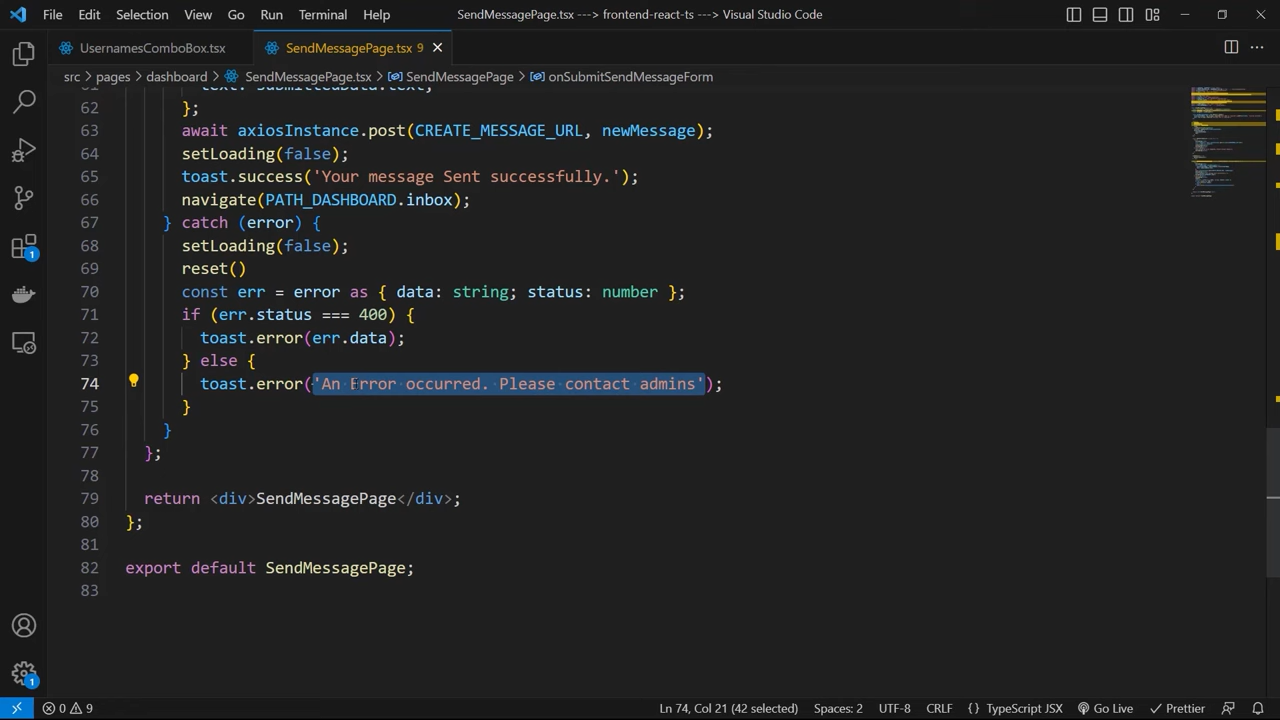 File Edit Selection View Go Run Terminal Help SendMessagePage.tsx ---> frontend-react-ts ---> Visual Studio Code
UsernamesComboBox.tsx SendMessagePage.tsx 9
src > pages > dashboard > SendMessagePage.tsx > SendMessagePage > onSubmitSendMessageForm
61 text: submittedData.text,
62 };
63 await axiosInstance.post(CREATE_MESSAGE_URL, newMessage);
64 setLoading(false);
65 toast.success('Your message Sent successfully.');
66 navigate(PATH_DASHBOARD.inbox);
67 } catch (error) {
68 setLoading(false);
69 reset()
70 const err = error as { data: string; status: number };
71 if (err.status === 400) {
72 toast.error(err.data);
73 } else {
74 toast.error('An Error occurred. Please contact admins');
75 }
76 }
77 };
78
79 return <div>SendMessagePage</div>;
80 };
81
82 export default SendMessagePage;
83
1
1
0 9 Ln 74, Col 21 (42 selected) Spaces: 2 UTF-8 CRLF {} TypeScript JSX Go Live Prettier